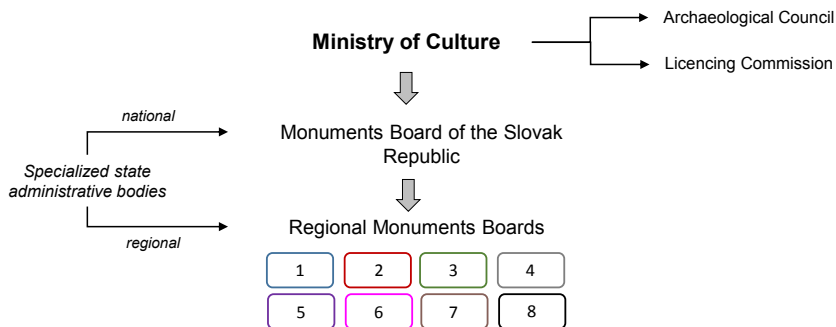 Archaeological Council
Ministry of Culture
Licencing Commission
national
Monuments Board of the Slovak
Republic
Specialized state
administrative bodies
Regional Monuments Boards
regional
1 2 3 4
5 6 7 8